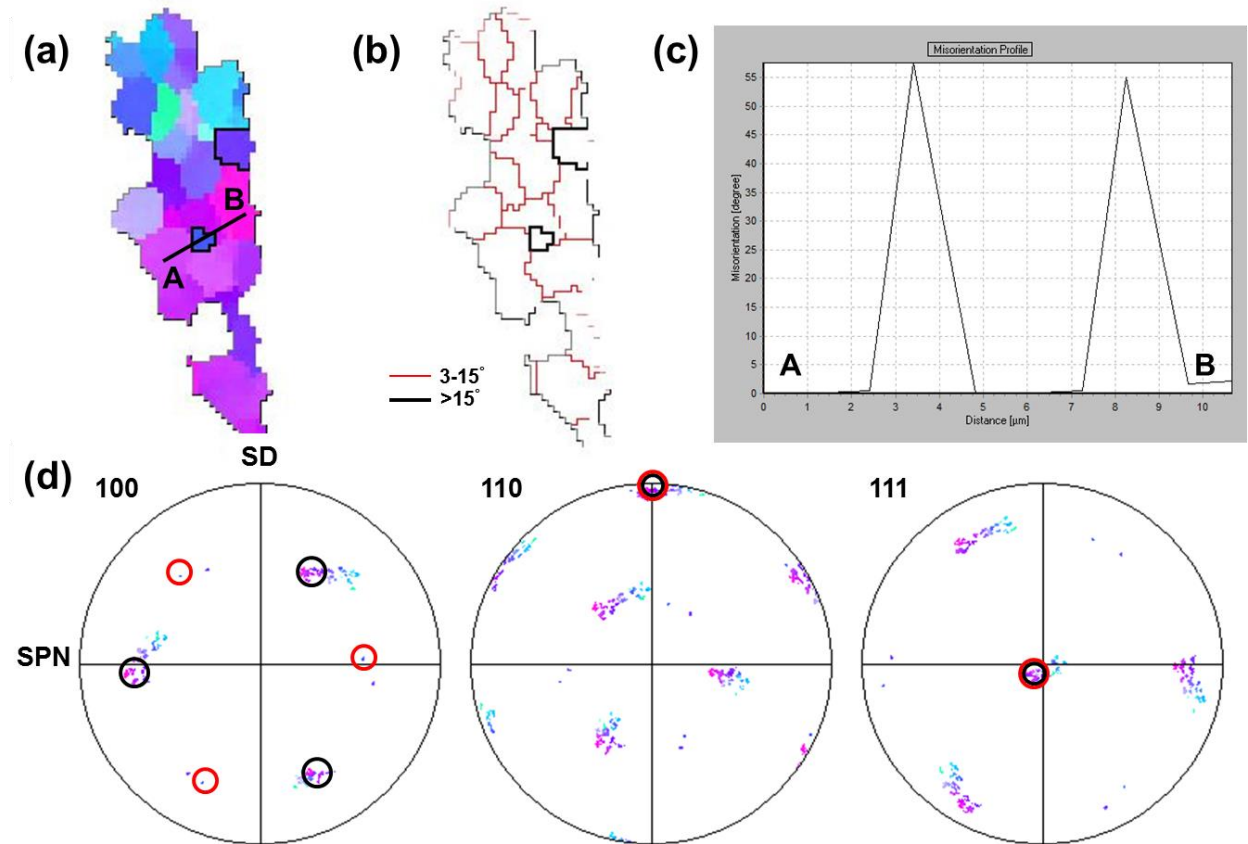 (a)
(b)
(c)
A
B
3-15°
>15°
Misorientation Profile
Misorientation [degree]
55
50
45
40
35
30
25
20
15
10
5
0
A
B
0 1 2 3 4 5 6 7 8 9 10
Distance [µm]
(d)
SD
SPN
100
110
111